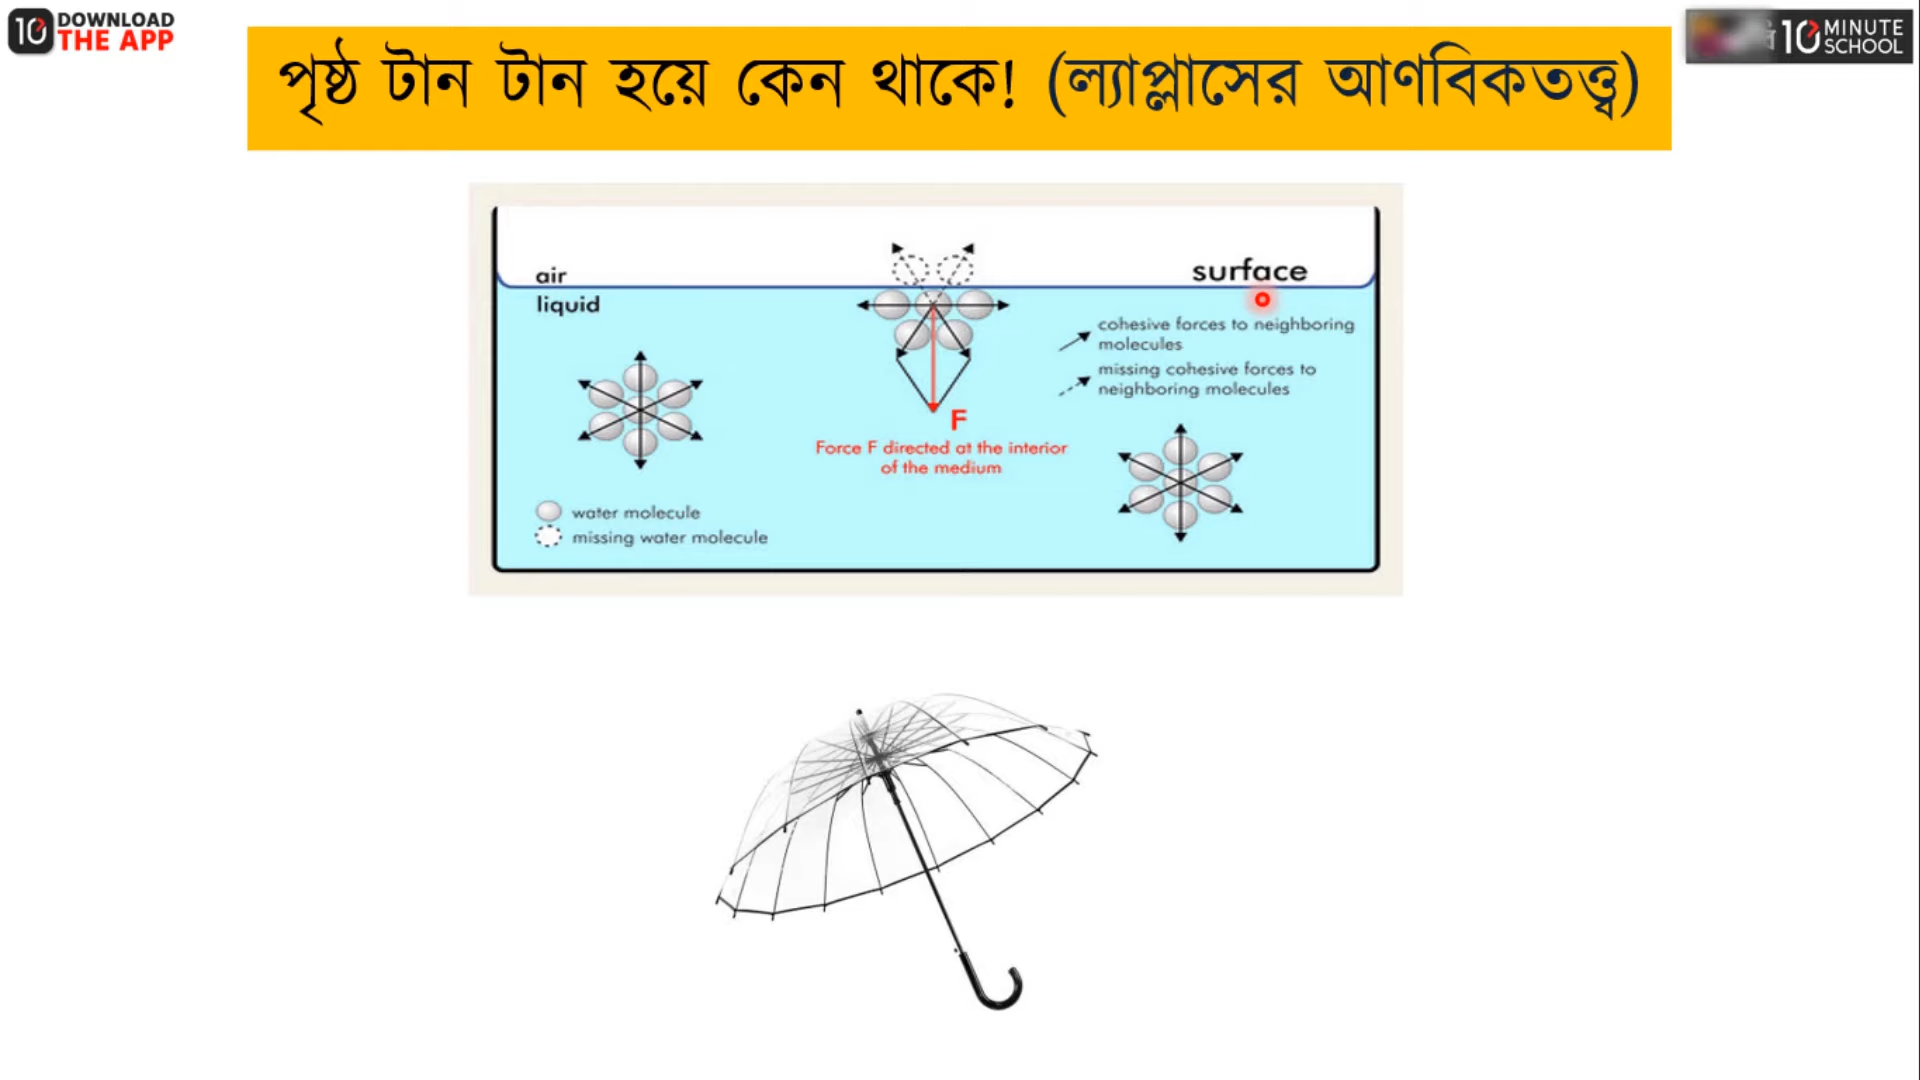 DOWNLOAD
THE APP
10 MINUTE
SCHOOL
পৃষ্ঠ টান টান হয়ে কেন থাকে! (ল্যাপ্লাসের আণবিকতত্ত্ব)
air
surface
liquid
cohesive forces to neighboring
molecules
missing cohesive forces to
neighboring molecules
F
Force F directed at the interior
of the medium
water molecule
missing water molecule